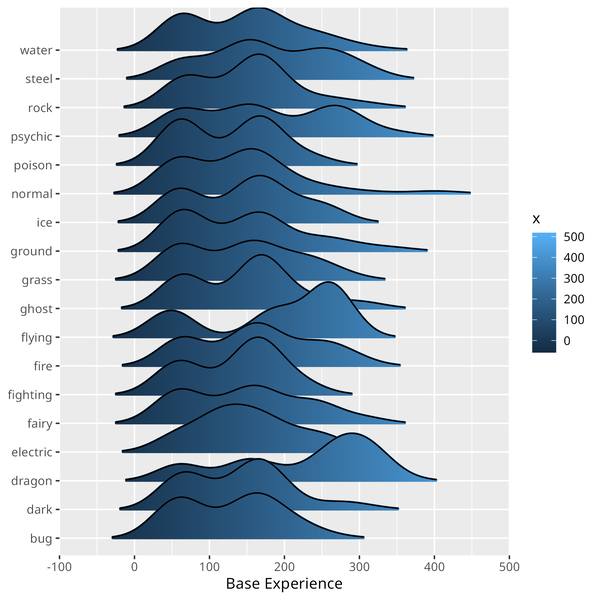 water
steel
rock
psychic
poison
normal
ice
ground
grass
ghost
flying
fire
fighting
fairy
electric
dragon
dark
bug
-100 0 100 200 300 400 500
Base Experience
x
500
400
300
200
100
0